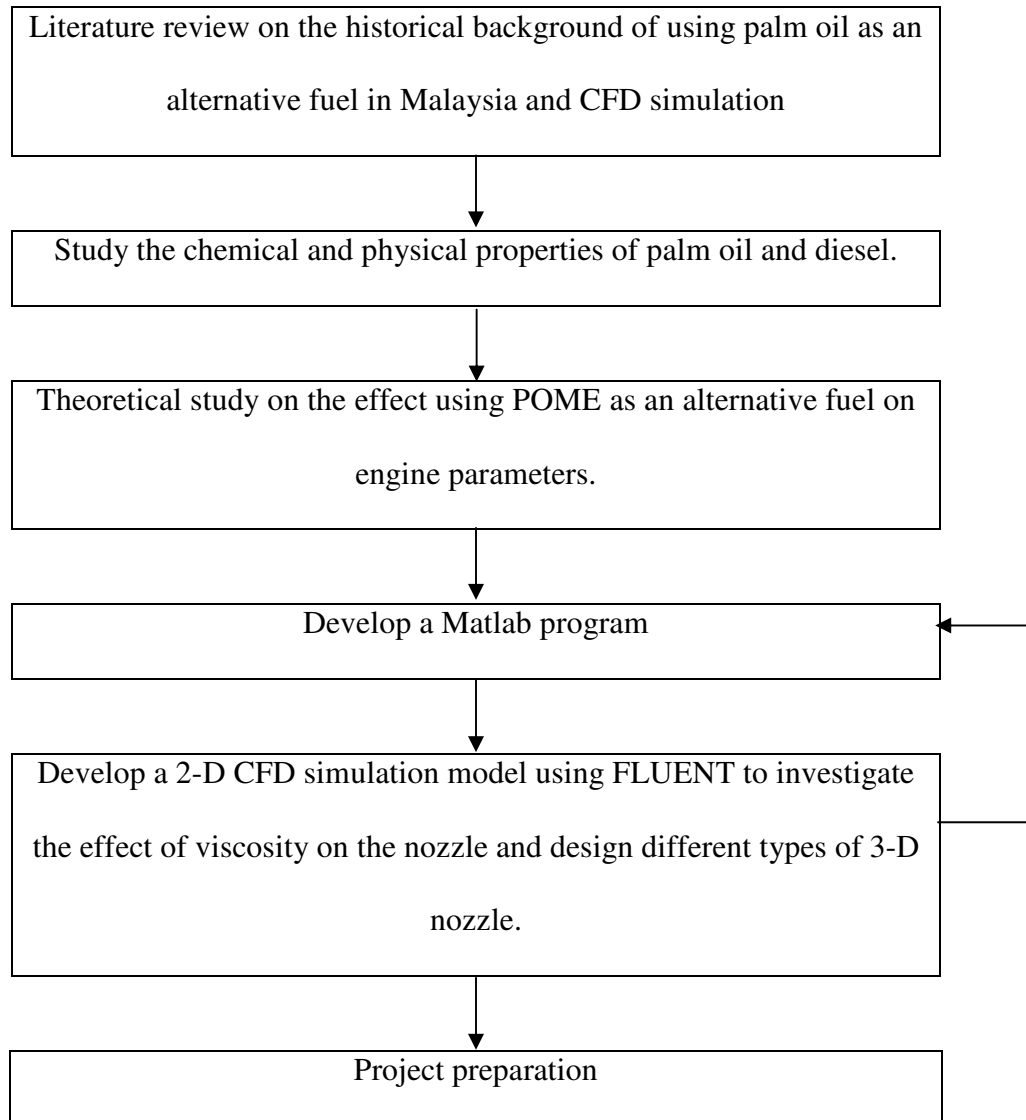 Literature review on the historical background of using palm oil as an
alternative fuel in Malaysia and CFD simulation
Study the chemical and physical properties of palm oil and diesel.
Theoretical study on the effect using POME as an alternative fuel on
engine parameters.
Develop a Matlab program
Develop a 2-D CFD simulation model using FLUENT to investigate
the effect of viscosity on the nozzle and design different types of 3-D
nozzle.
Project preparation